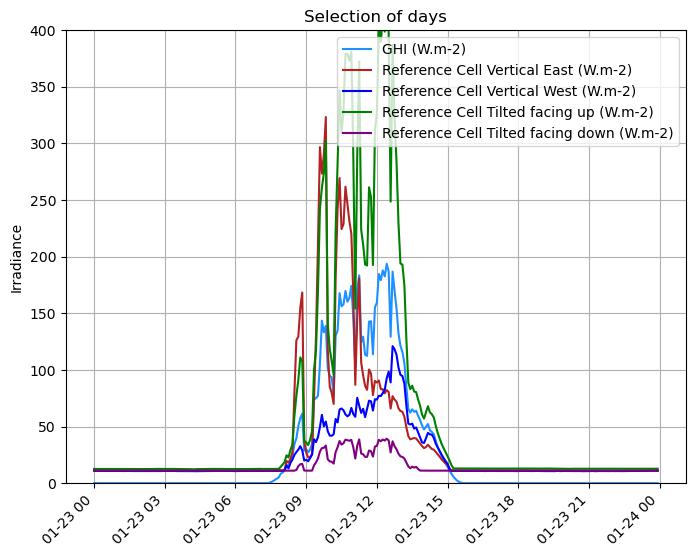 Selection of days
GHI (W.m-2)
Reference Cell Vertical East (W.m-2)
Reference Cell Vertical West (W.m-2)
Reference Cell Tilted facing up (W.m-2)
Reference Cell Tilted facing down (W.m-2)
Irradiance
400
350
300
250
200
150
100
50
0
01-23 00
01-23 03
01-23 06
01-23 09
01-23 12
01-23 15
01-23 18
01-23 21
01-24 00